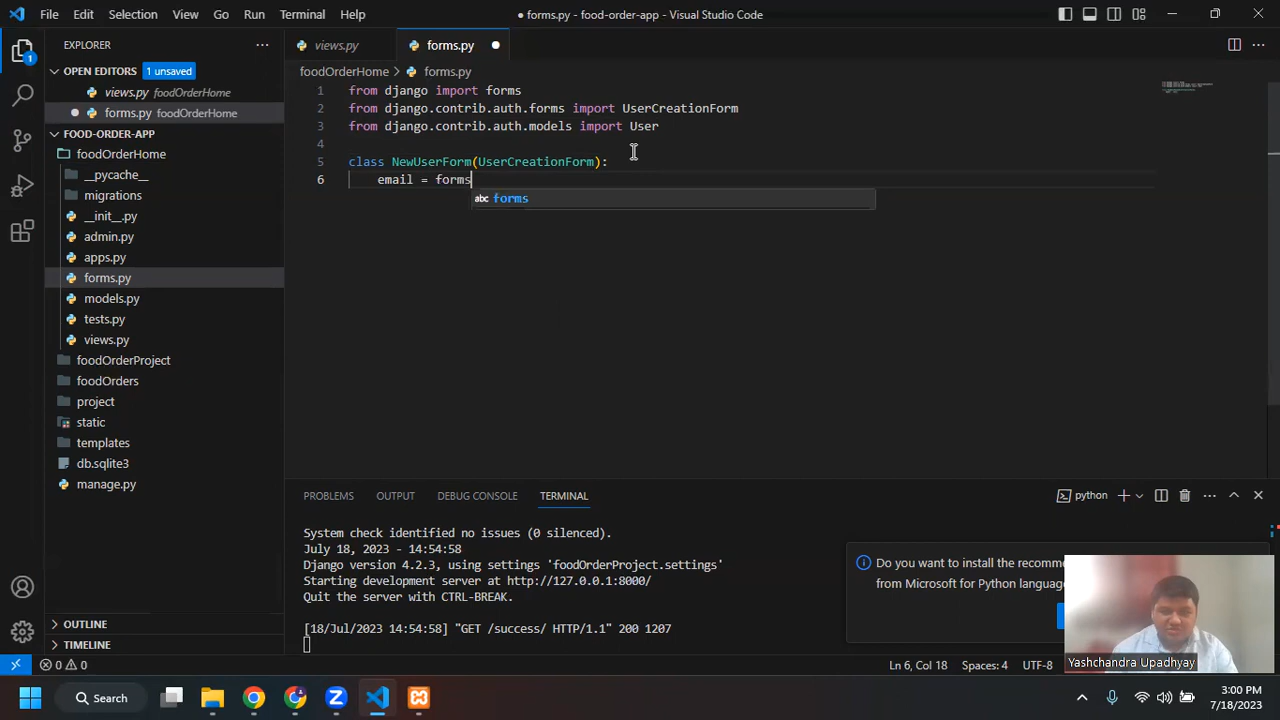 File Edit Selection View Go Run Terminal Help
● forms.py - food-order-app - Visual Studio Code
EXPLORER
OPEN EDITORS 1 unsaved
views.py foodOrderHome
forms.py foodOrderHome
FOOD-ORDER-APP
foodOrderHome
__pycache__
migrations
__init__.py
admin.py
apps.py
forms.py
models.py
tests.py
views.py
foodOrderProject
foodOrders
project
static
templates
db.sqlite3
manage.py
OUTLINE
TIMELINE
1
views.py forms.py
foodOrderHome > forms.py
1 from django import forms
2 from django.contrib.auth.forms import UserCreationForm
3 from django.contrib.auth.models import User
4
5 class NewUserForm(UserCreationForm):
6 email = forms
abc forms
PROBLEMS OUTPUT DEBUG CONSOLE TERMINAL
python
System check identified no issues (0 silenced).
July 18, 2023 - 14:54:58
Django version 4.2.3, using settings 'foodOrderProject.settings'
Starting development server at http://127.0.0.1:8000/
Quit the server with CTRL-BREAK.
[18/Jul/2023 14:54:58] "GET /success/ HTTP/1.1" 200 1207
Do you want to install the recomme
from Microsoft for Python language
Yashchandra Upadhyay
0 0
Ln 6, Col 18 Spaces: 4 UTF-8
Search
3:00 PM
7/18/2023